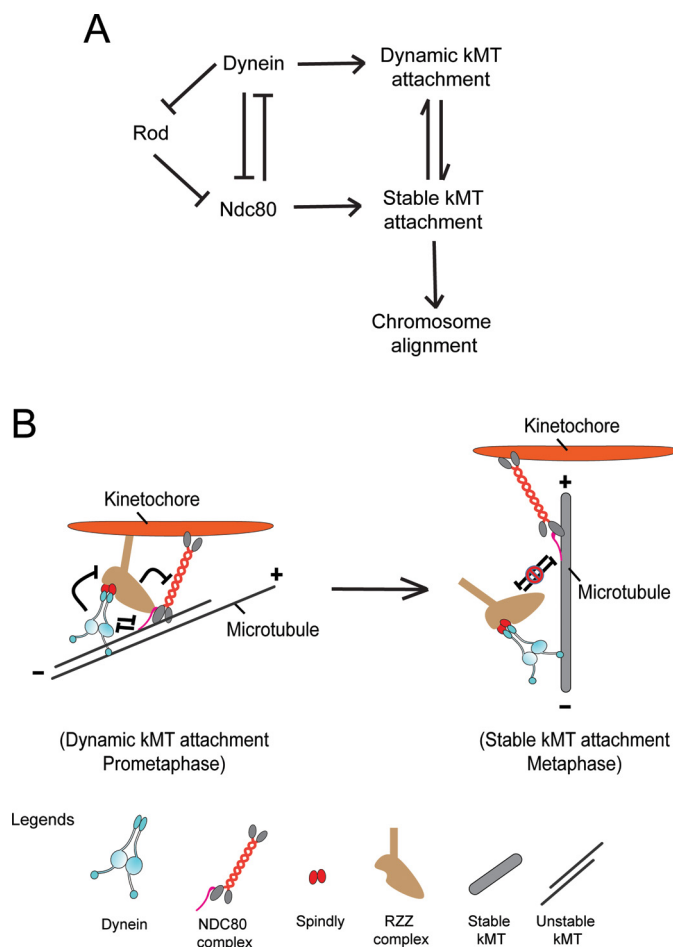 A
Dynein
Dynamic kMT
attachment
Rod
Ndc80
Stable kMT
attachment
Chromosome
alignment
B
Kinetochore
+
Microtubule
−
(Dynamic kMT attachment
Prometaphase)
Kinetochore
+
Microtubule
−
(Stable kMT attachment
Metaphase)
Legends
Dynein
NDC80
complex
Spindly
RZZ
complex
Stable
kMT
Unstable
kMT